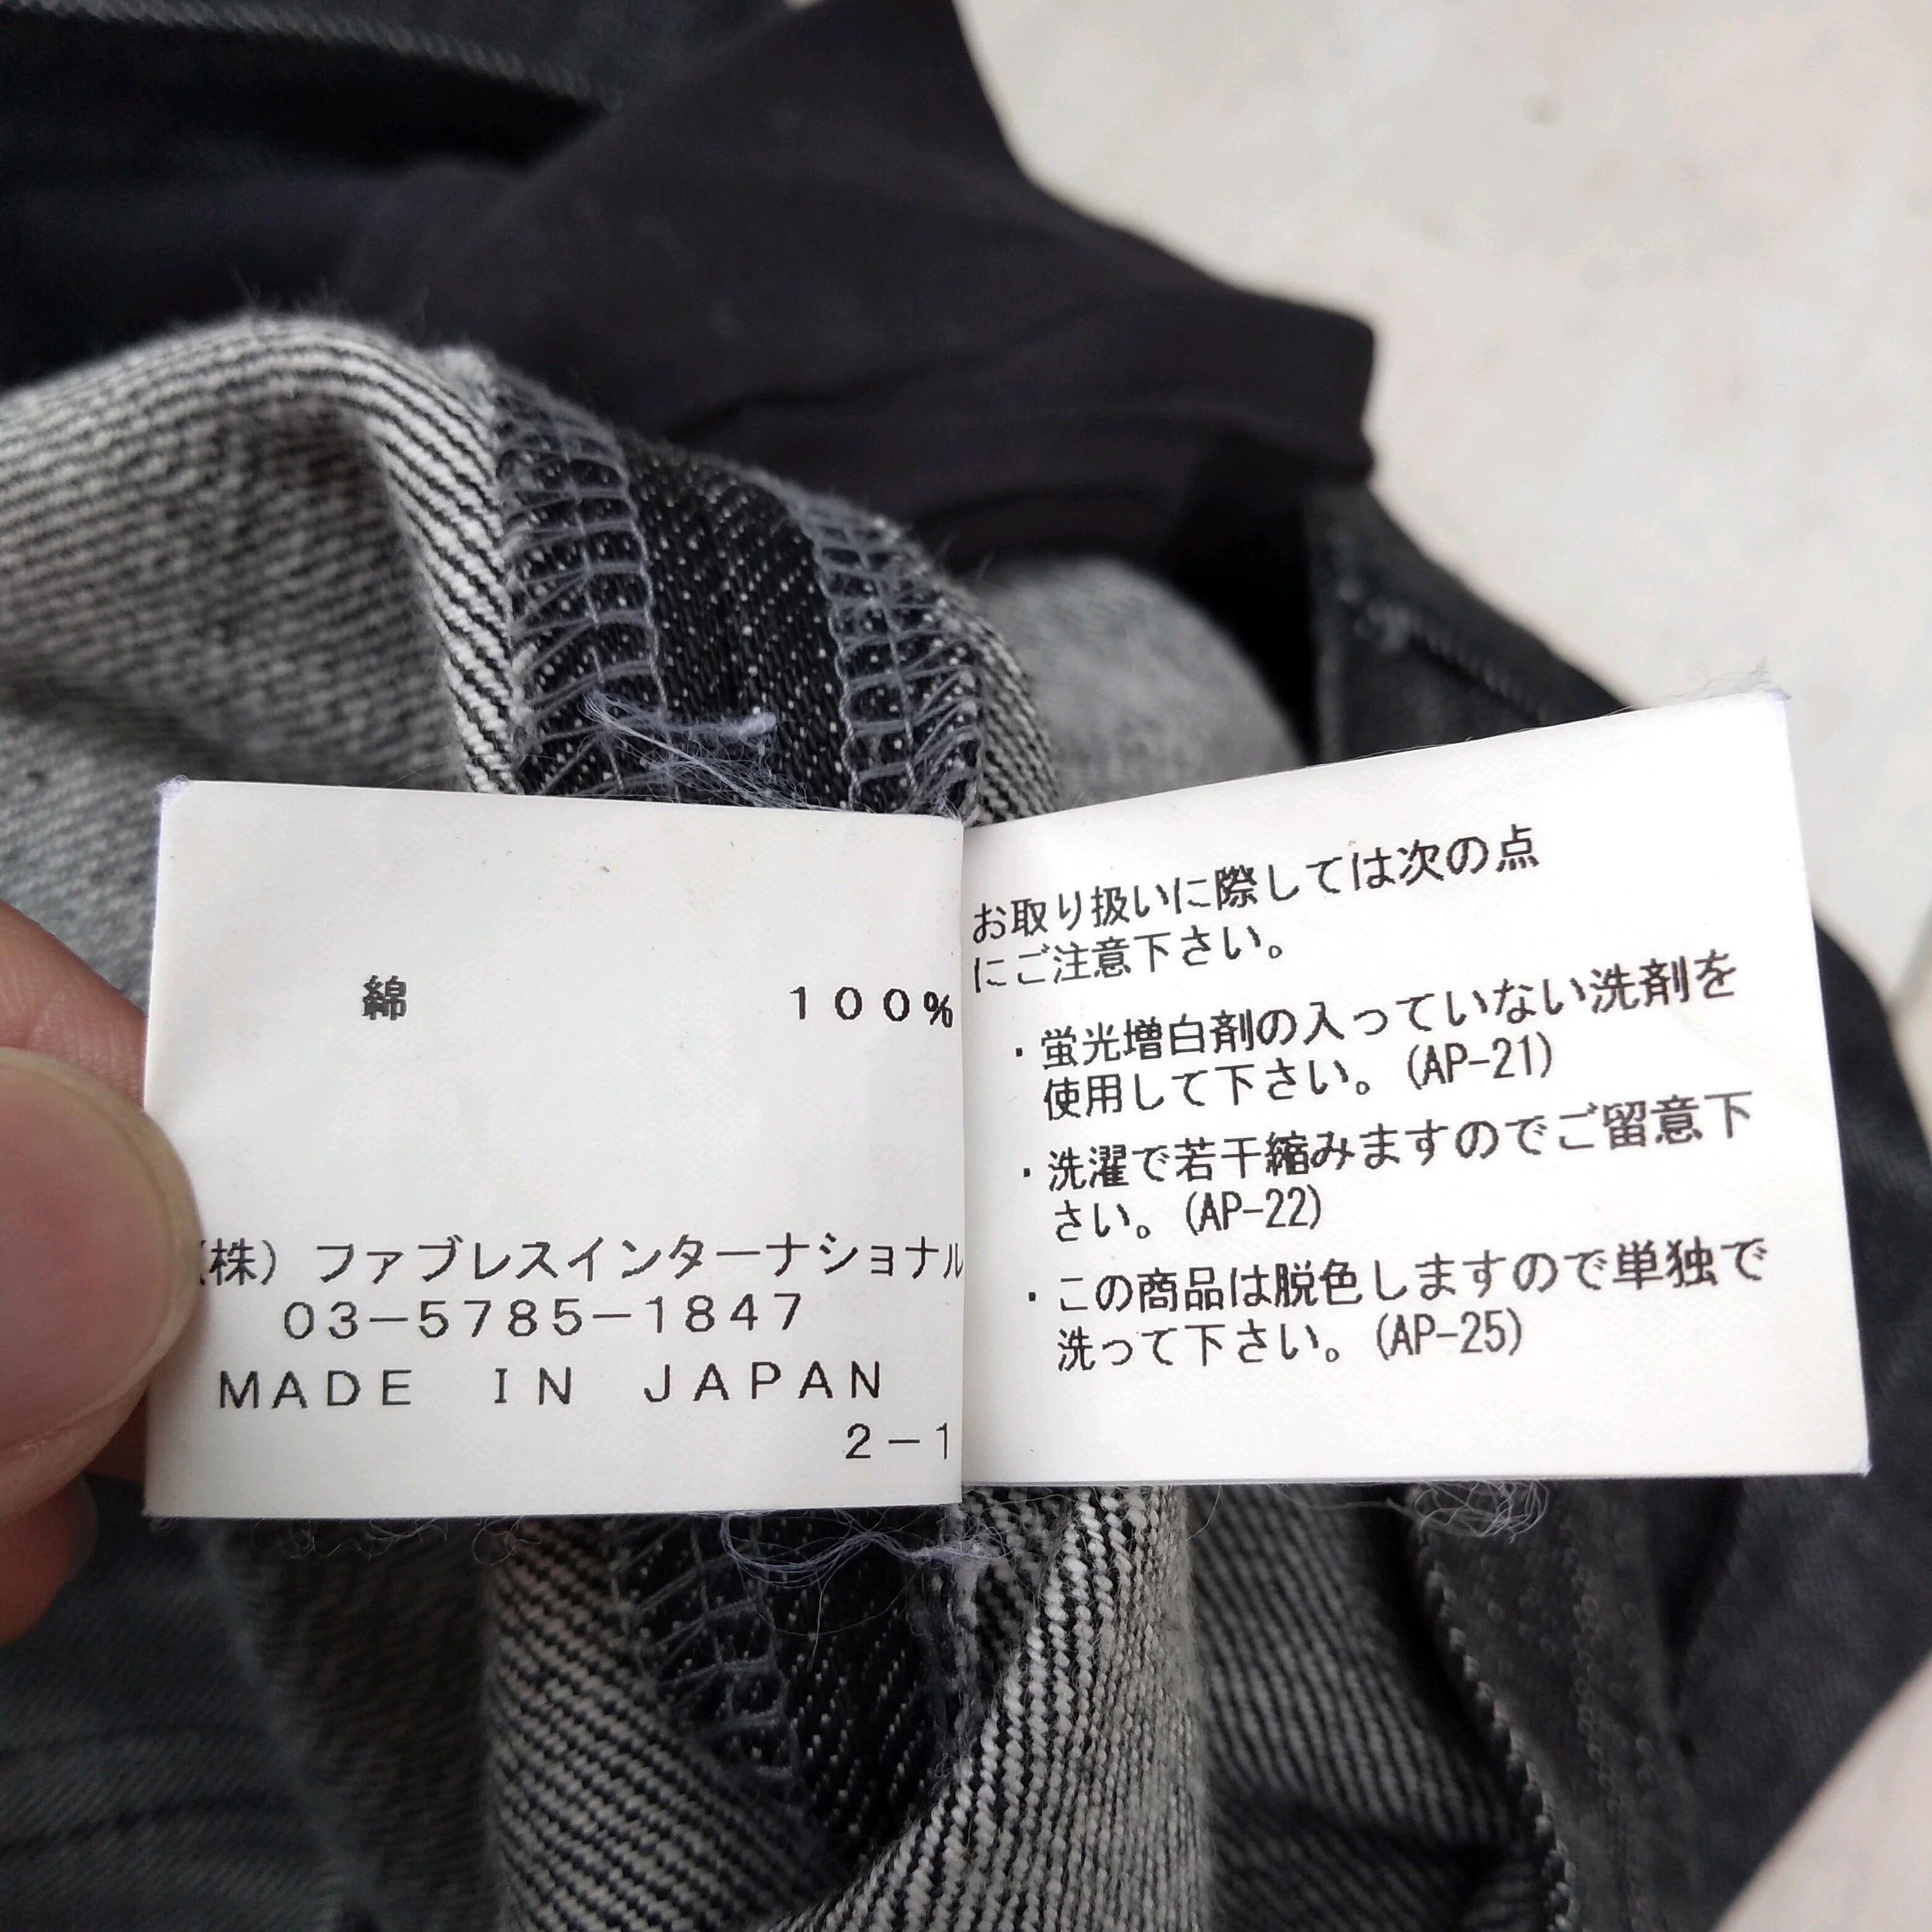 綿 100%
(株)ファブレスインターナショナル
03-5785-1847
MADE IN JAPAN
2-1
お取り扱いに際しては次の点
にご注意下さい。
・蛍光増白剤の入っていない洗剤を
使用して下さい。(AP-21)
・洗濯で若干縮みますのでご留意下
さい。(AP-22)
・この商品は脱色しますので単独で
洗って下さい。(AP-25)